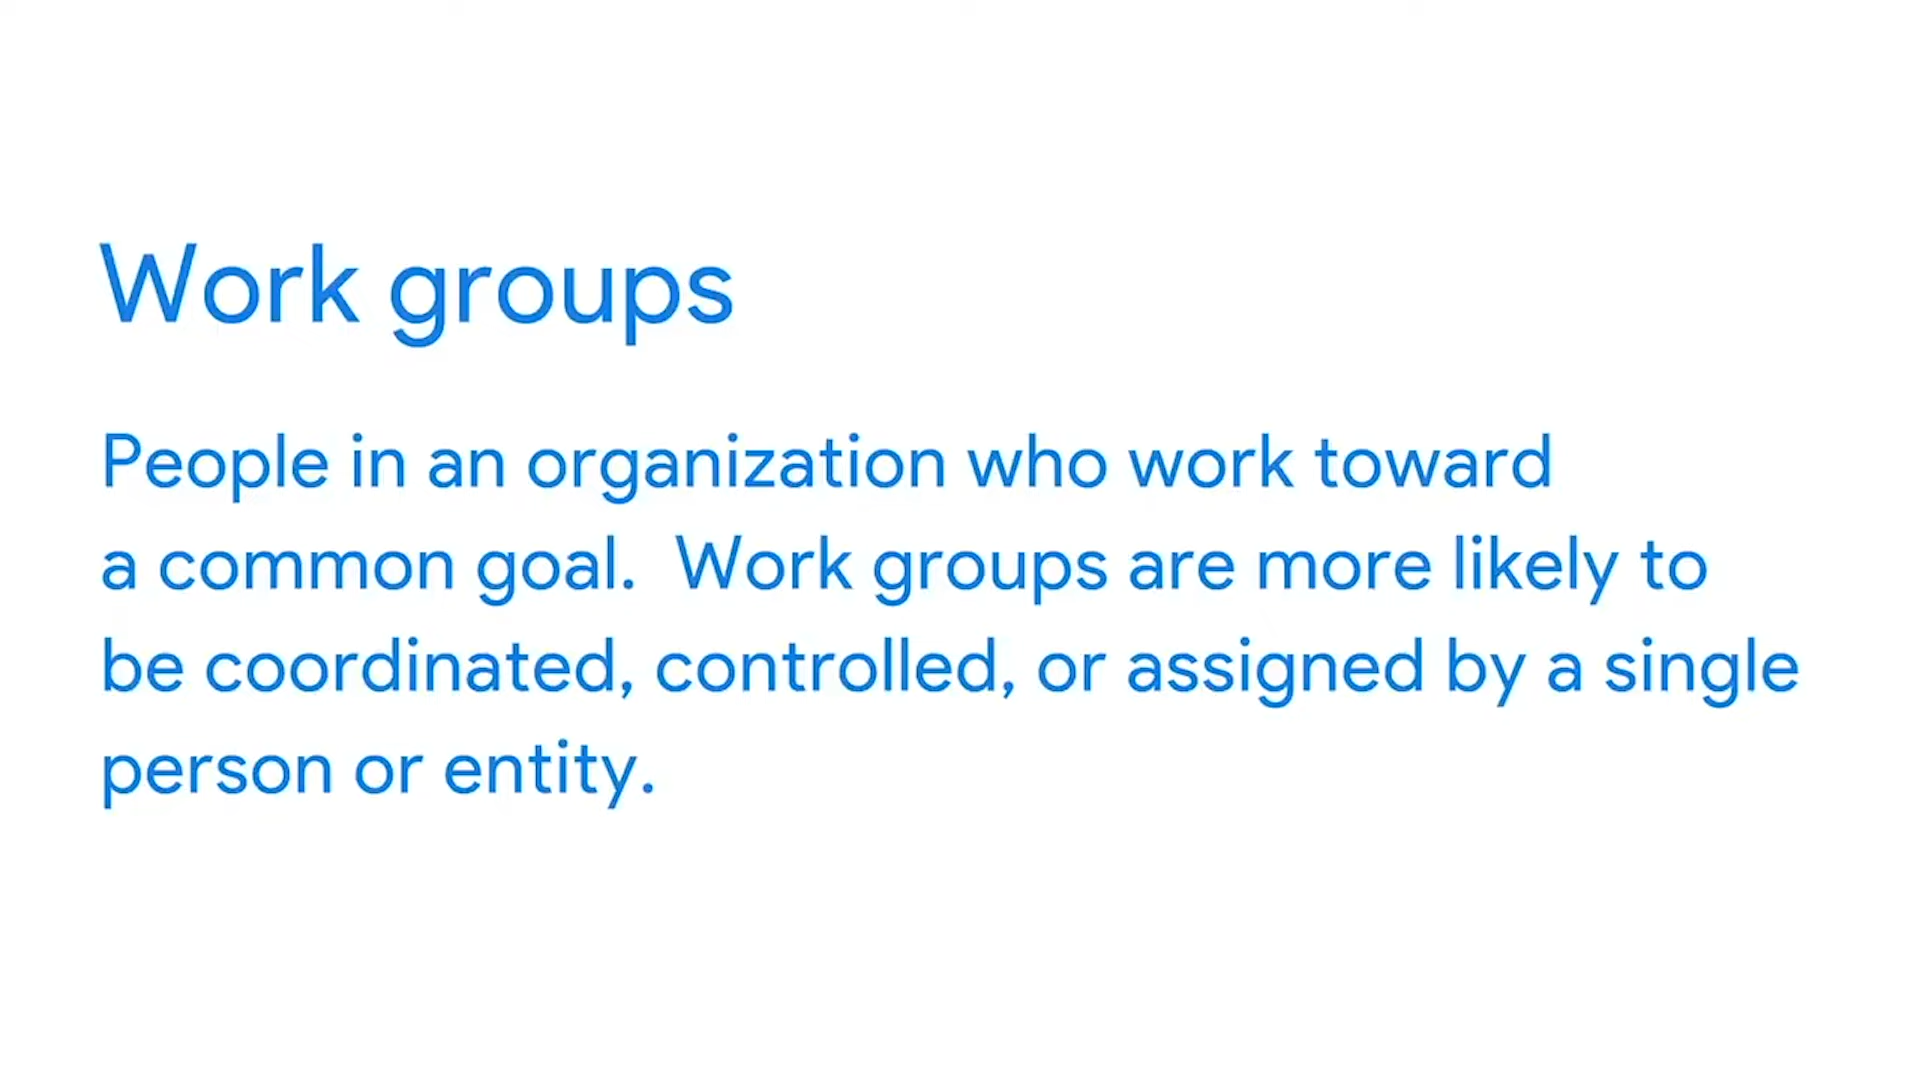 Work groups
People in an organization who work toward
a common goal.  Work groups are more likely to
be coordinated, controlled, or assigned by a single
person or entity.